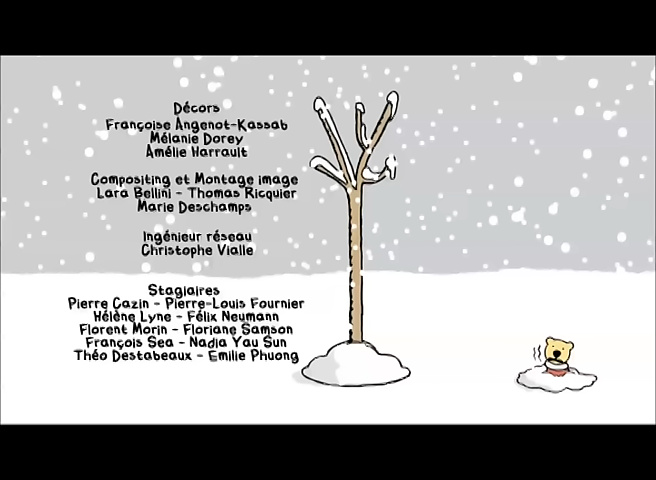 Décors
Françoise Angenot-Kassab
Mélanie Dorey
Amélie Harrault
Compositing et Montage image
Lara Bellini - Thomas Ricquier
Marie Deschamps
Ingénieur réseau
Christophe Vialle
Stagiaires
Pierre Cazin - Pierre-Louis Fournier
Hélène Lyne - Félix Neumann
Florent Morin - Floriane Samson
François Sea - Nadia Yau Sun
Théo Destabeaux - Emilie Phuong